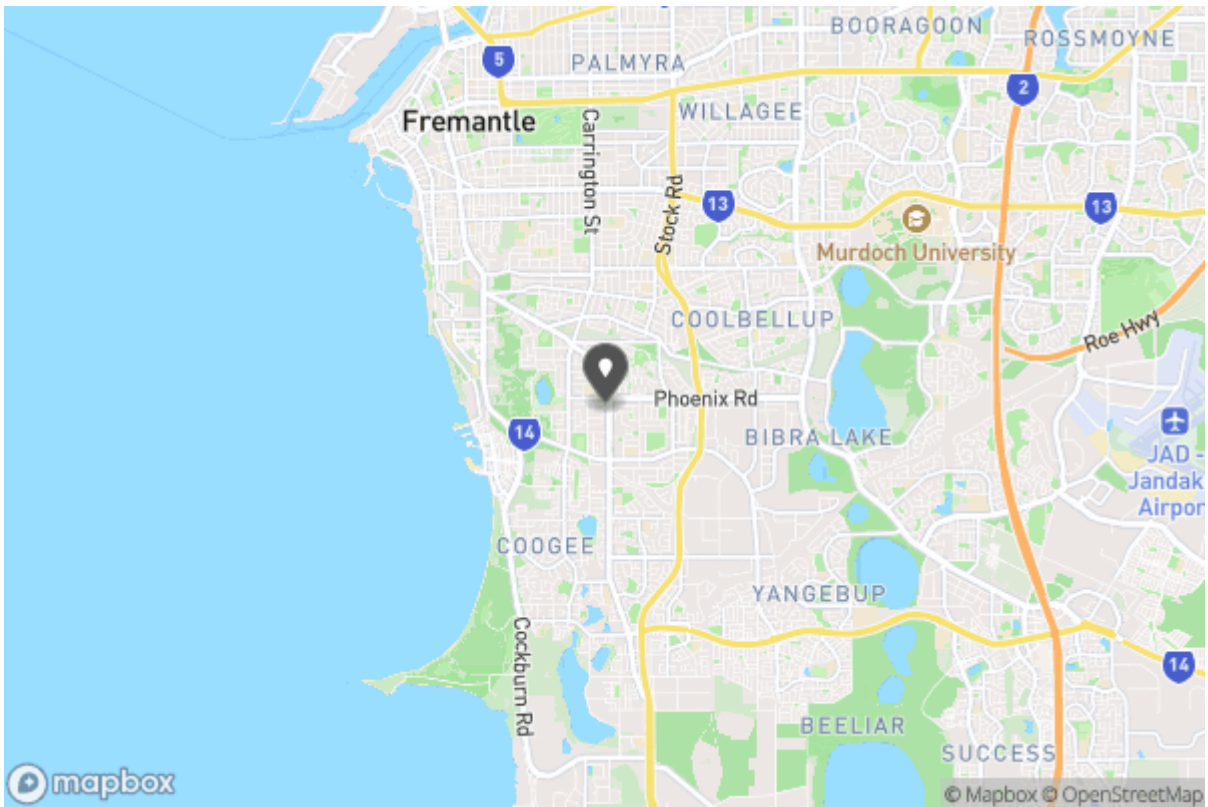 BOORAGOON
ROSSMOYNE
5
PALMYRA
2
WILLAGEE
Fremantle
Carrington St
Stock Rd
13
13
Murdoch University
COOLBELLUP
Roe Hwy
Phoenix Rd
14
BIBRA LAKE
JAD -
Jandak
Airpor
COOGEE
YANGEBUP
Cockburn Rd
14
BEELIAR
SUCCESS
mapbox
© Mapbox © OpenStreetMap